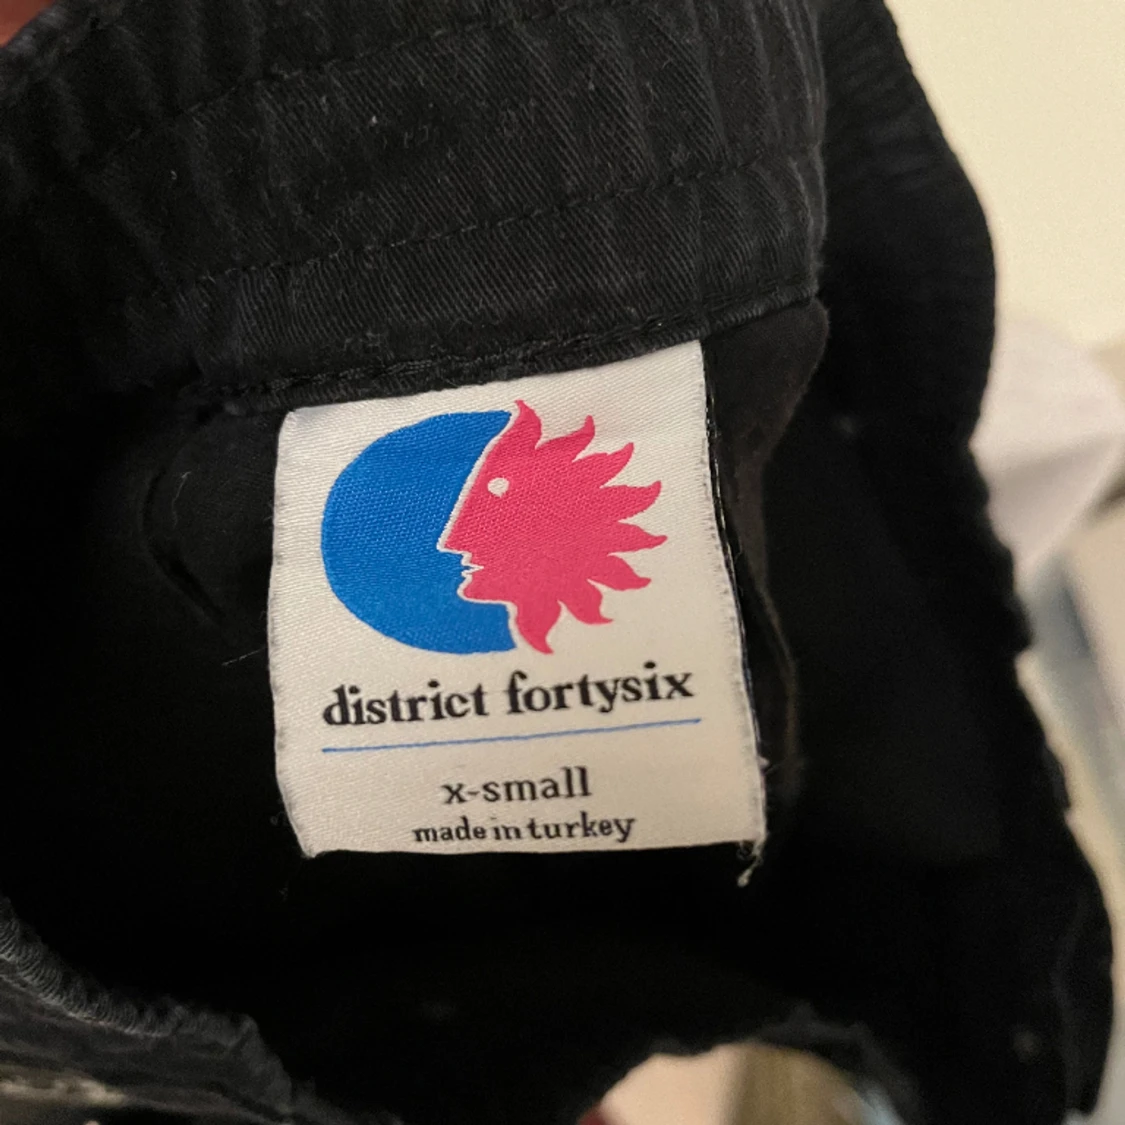 district fortysix
x-small
made in turkey